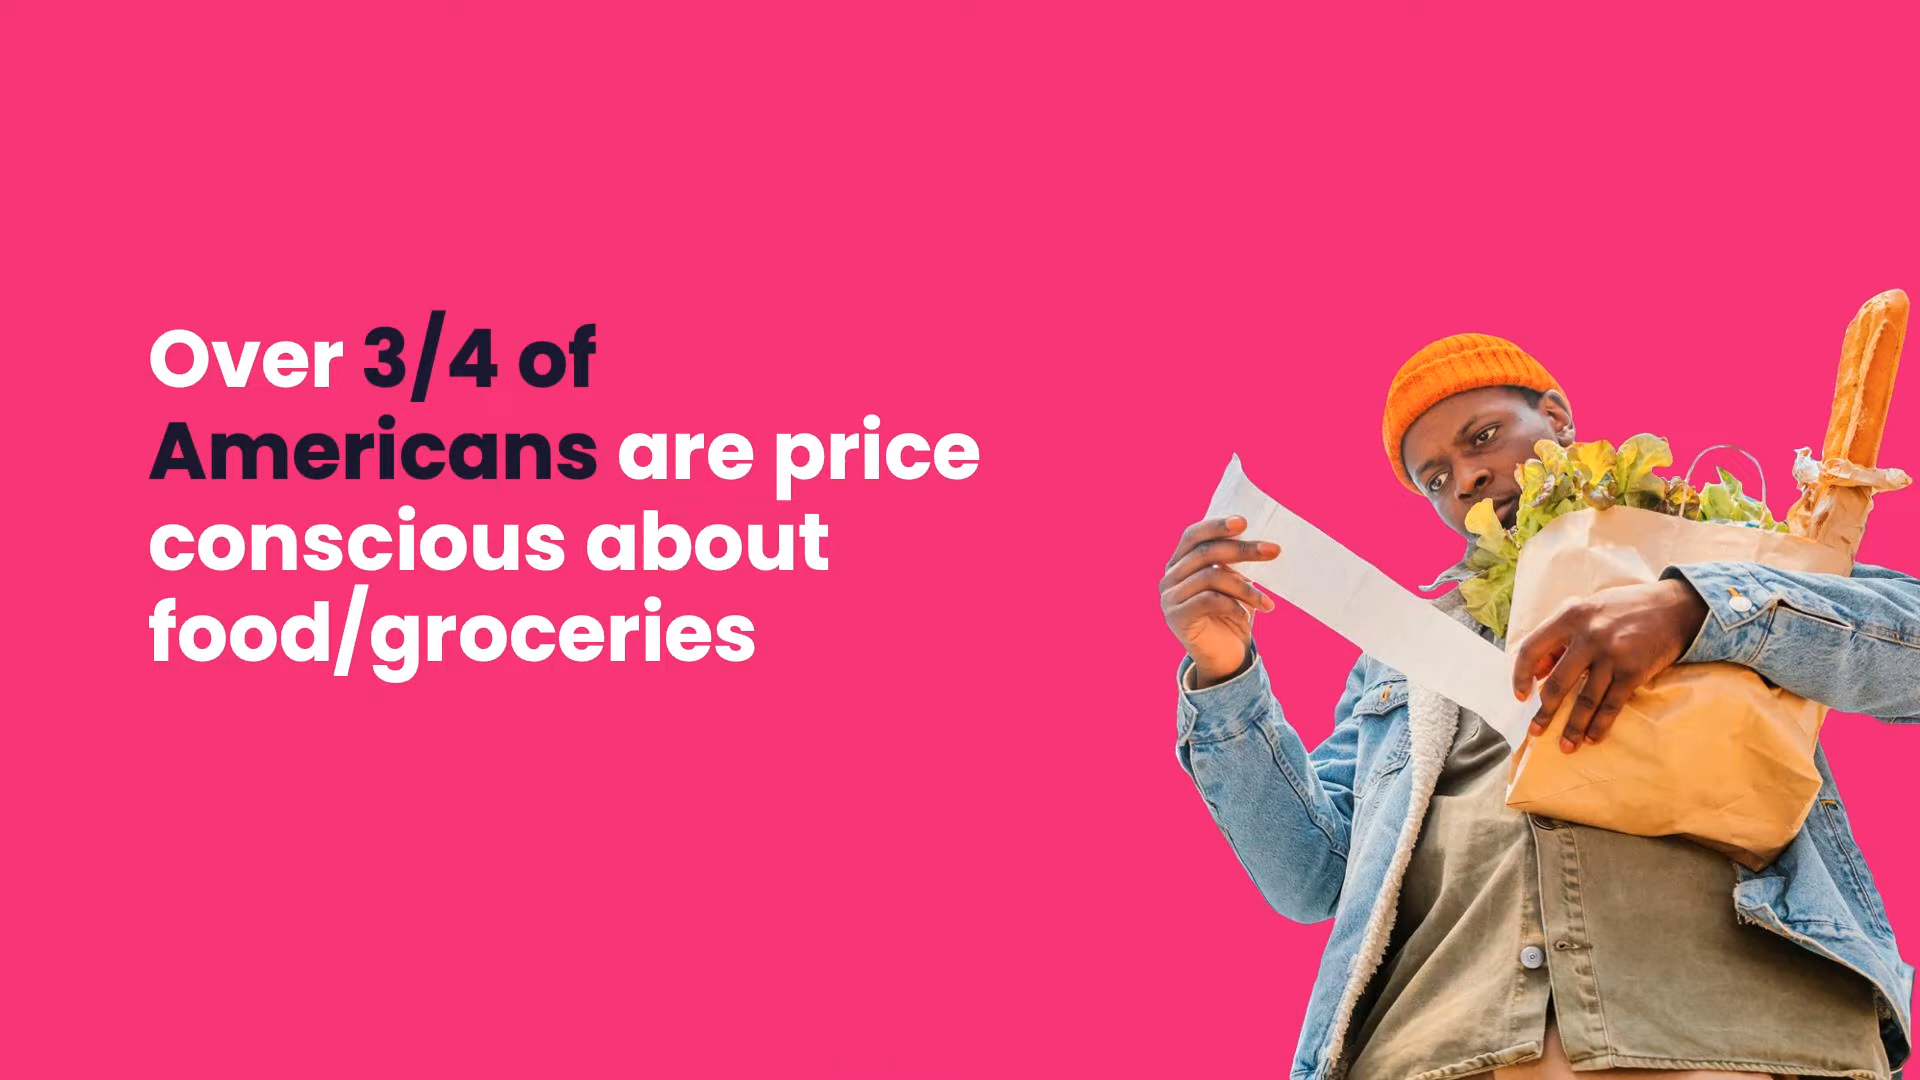 Over 3/4 of
Americans are price
conscious about
food/groceries